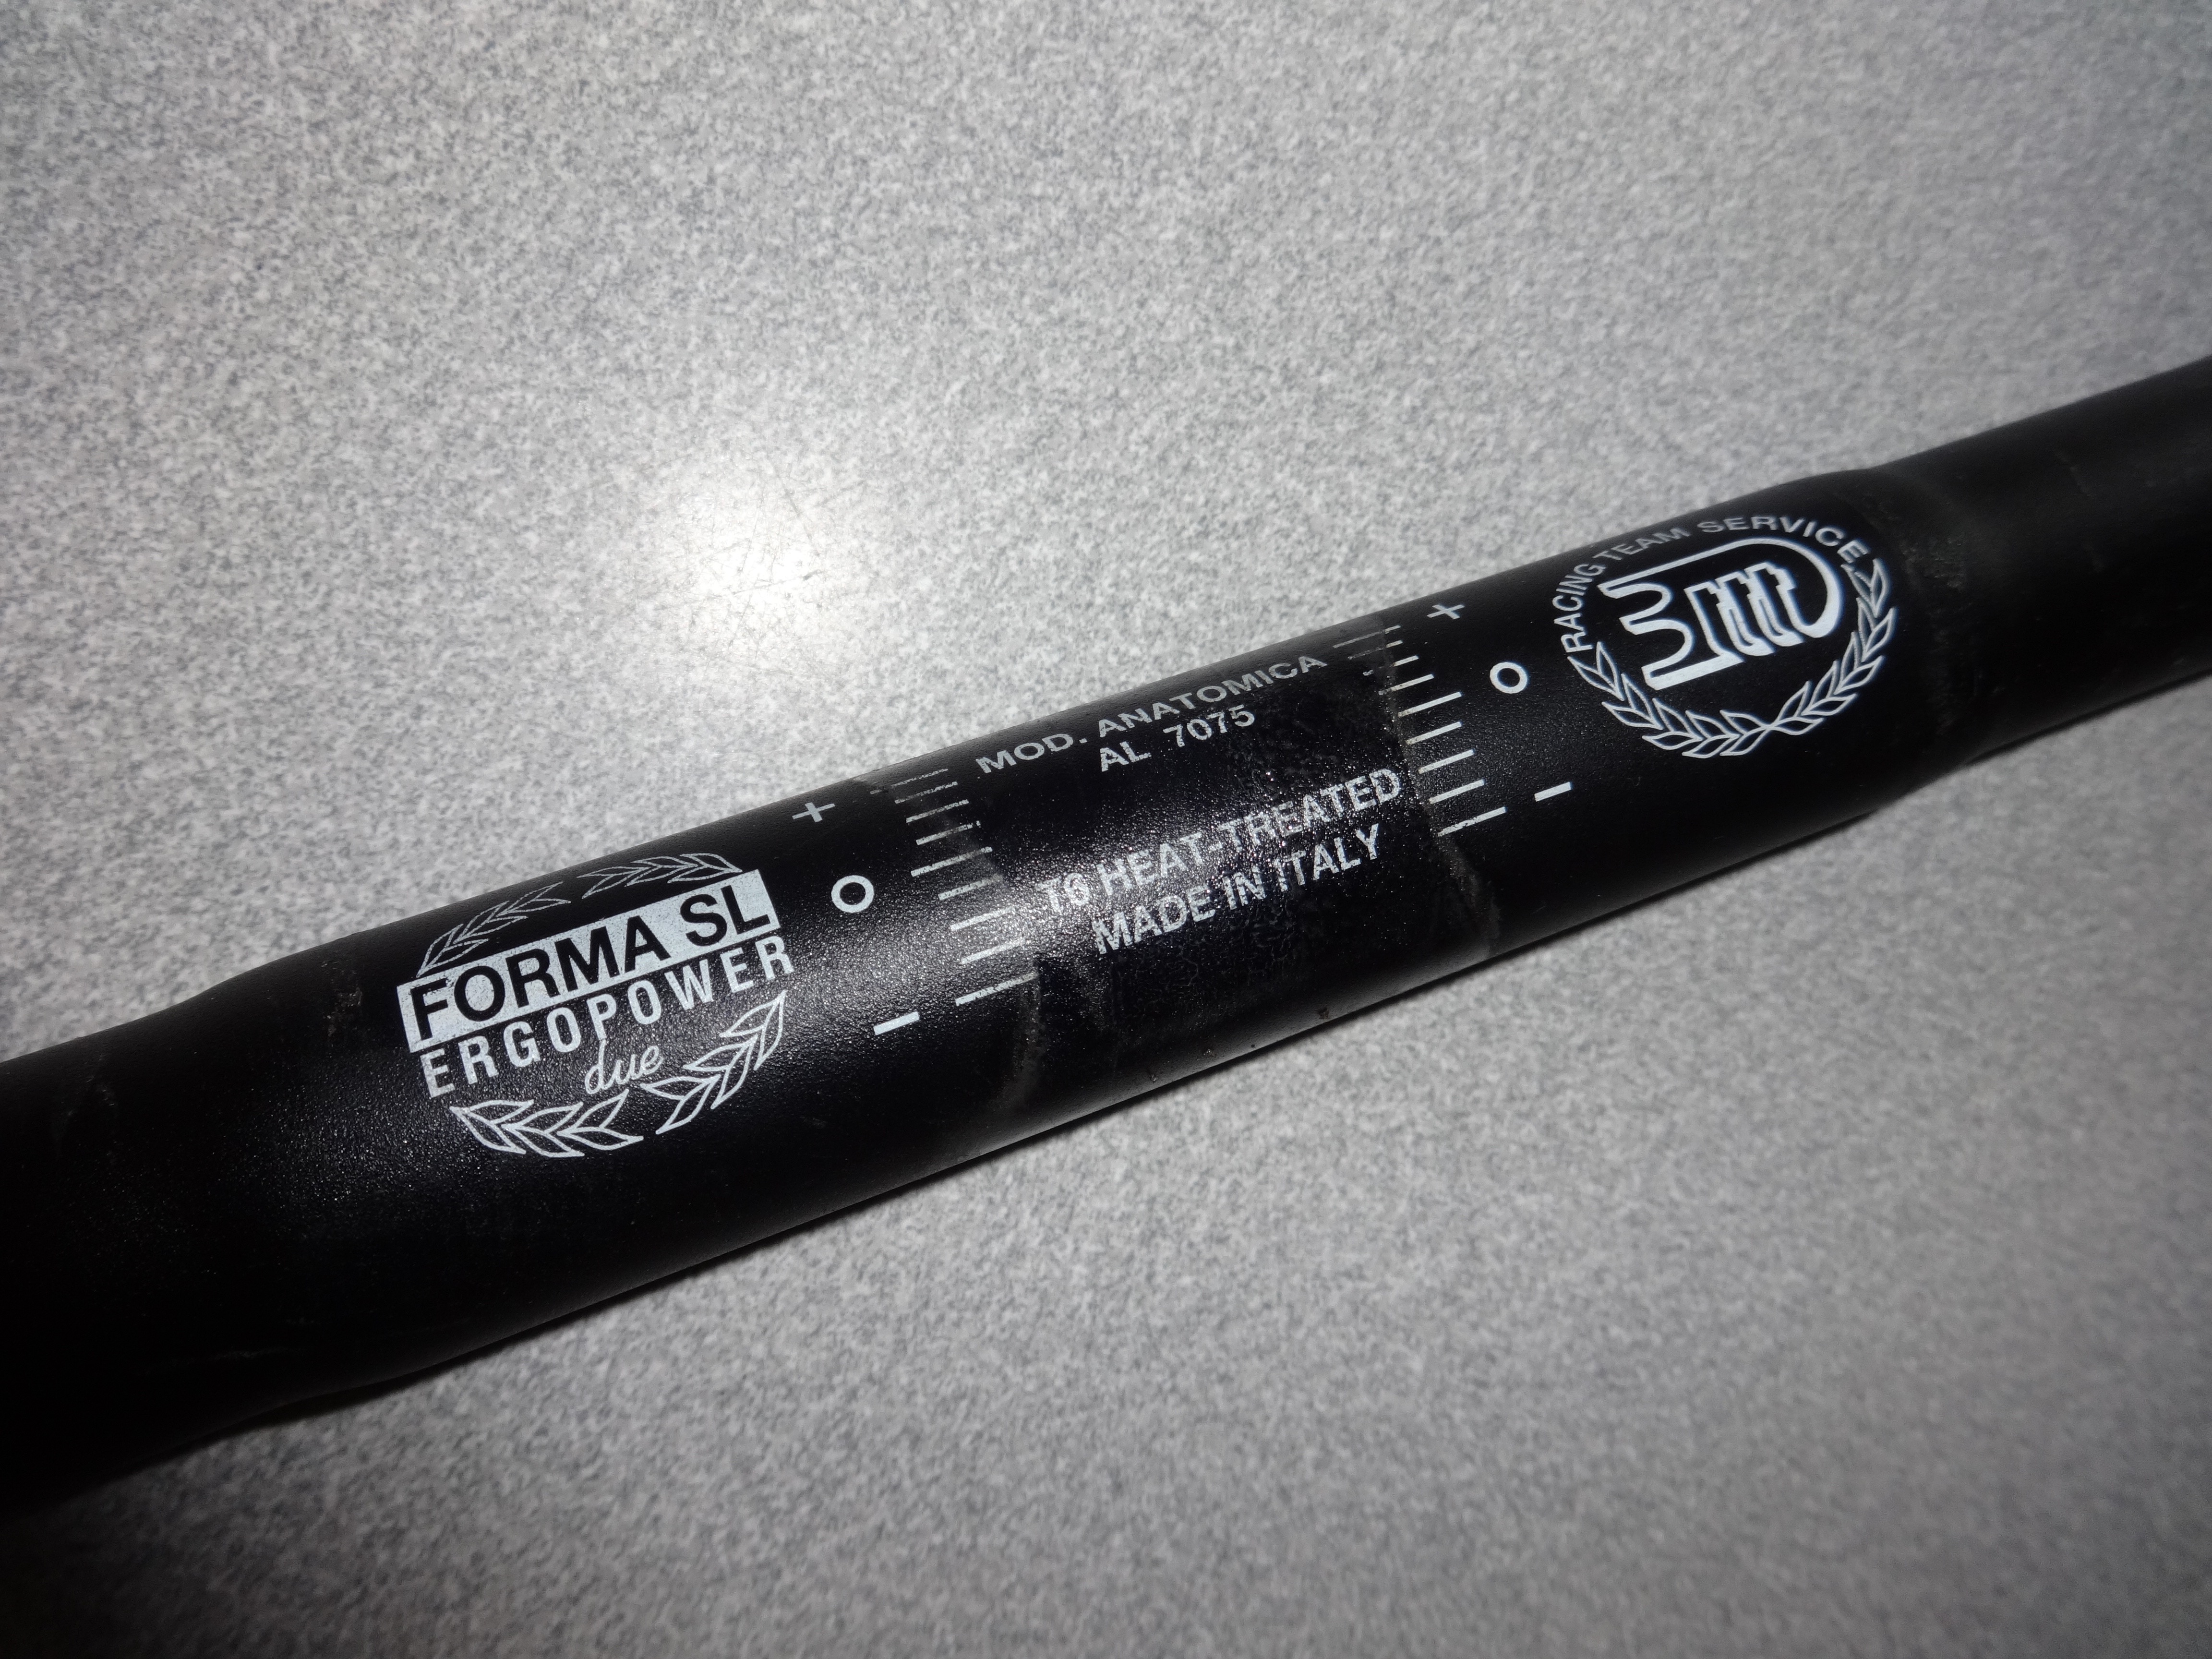 FORMA SL
ERGOPOWER
due
+
O
-
MOD. ANATOMICA
AL 7075
T6 HEAT-TREATED
MADE IN ITALY
+
O
-
RACING TEAM SERVICE
3TTT